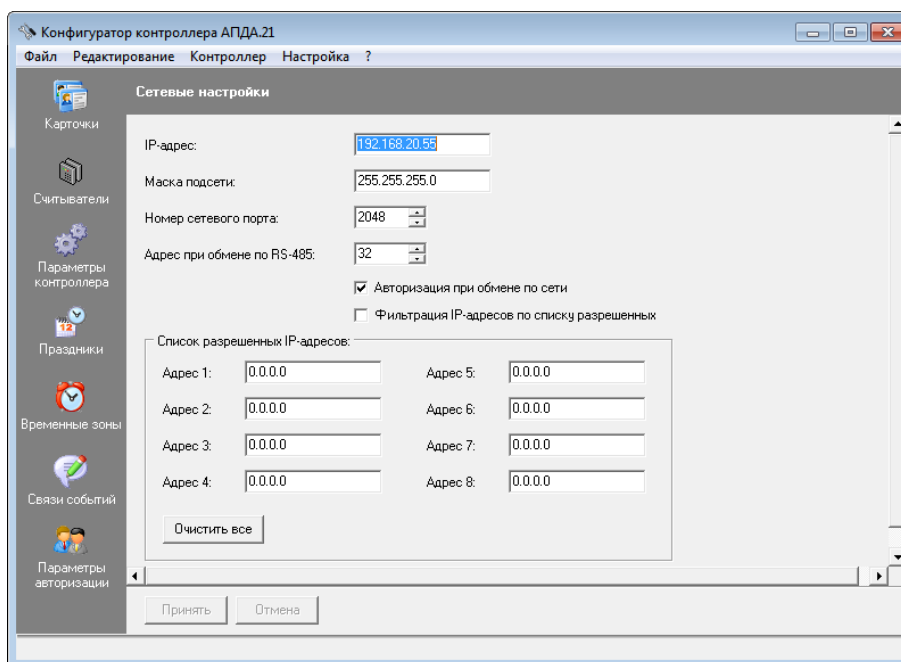 Конфигуратор контроллера АПДА.21
Файл Редактирование Контроллер Настройка ?
Карточки
Считыватели
Параметры
контроллера
12
Праздники
Временные зоны
Связи событий
Параметры
авторизации
Сетевые настройки
IP-адрес: 192.168.20.55
Маска подсети: 255.255.255.0
Номер сетевого порта: 2048
Адрес при обмене по RS-485: 32
Авторизация при обмене по сети
Фильтрация IP-адресов по списку разрешенных
Список разрешенных IP-адресов:
Адрес 1: 0.0.0.0 Адрес 5: 0.0.0.0
Адрес 2: 0.0.0.0 Адрес 6: 0.0.0.0
Адрес 3: 0.0.0.0 Адрес 7: 0.0.0.0
Адрес 4: 0.0.0.0 Адрес 8: 0.0.0.0
Очистить все
Принять Отмена